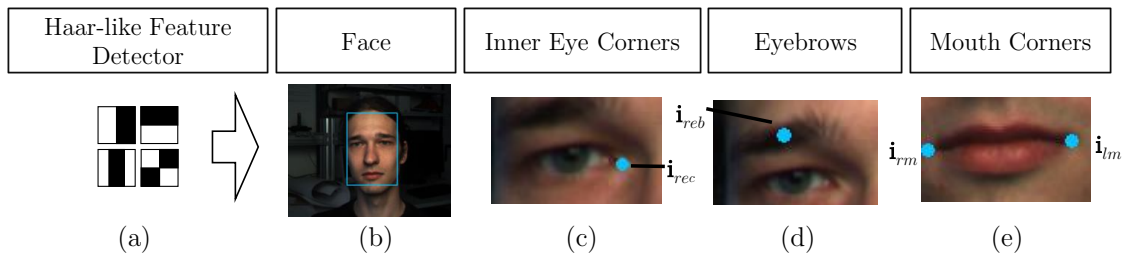 Haar-like Feature
Detector
Face
Inner Eye Corners
Eyebrows
Mouth Corners
i_reb
i_rec
i_rm
i_lm
(a)
(b)
(c)
(d)
(e)